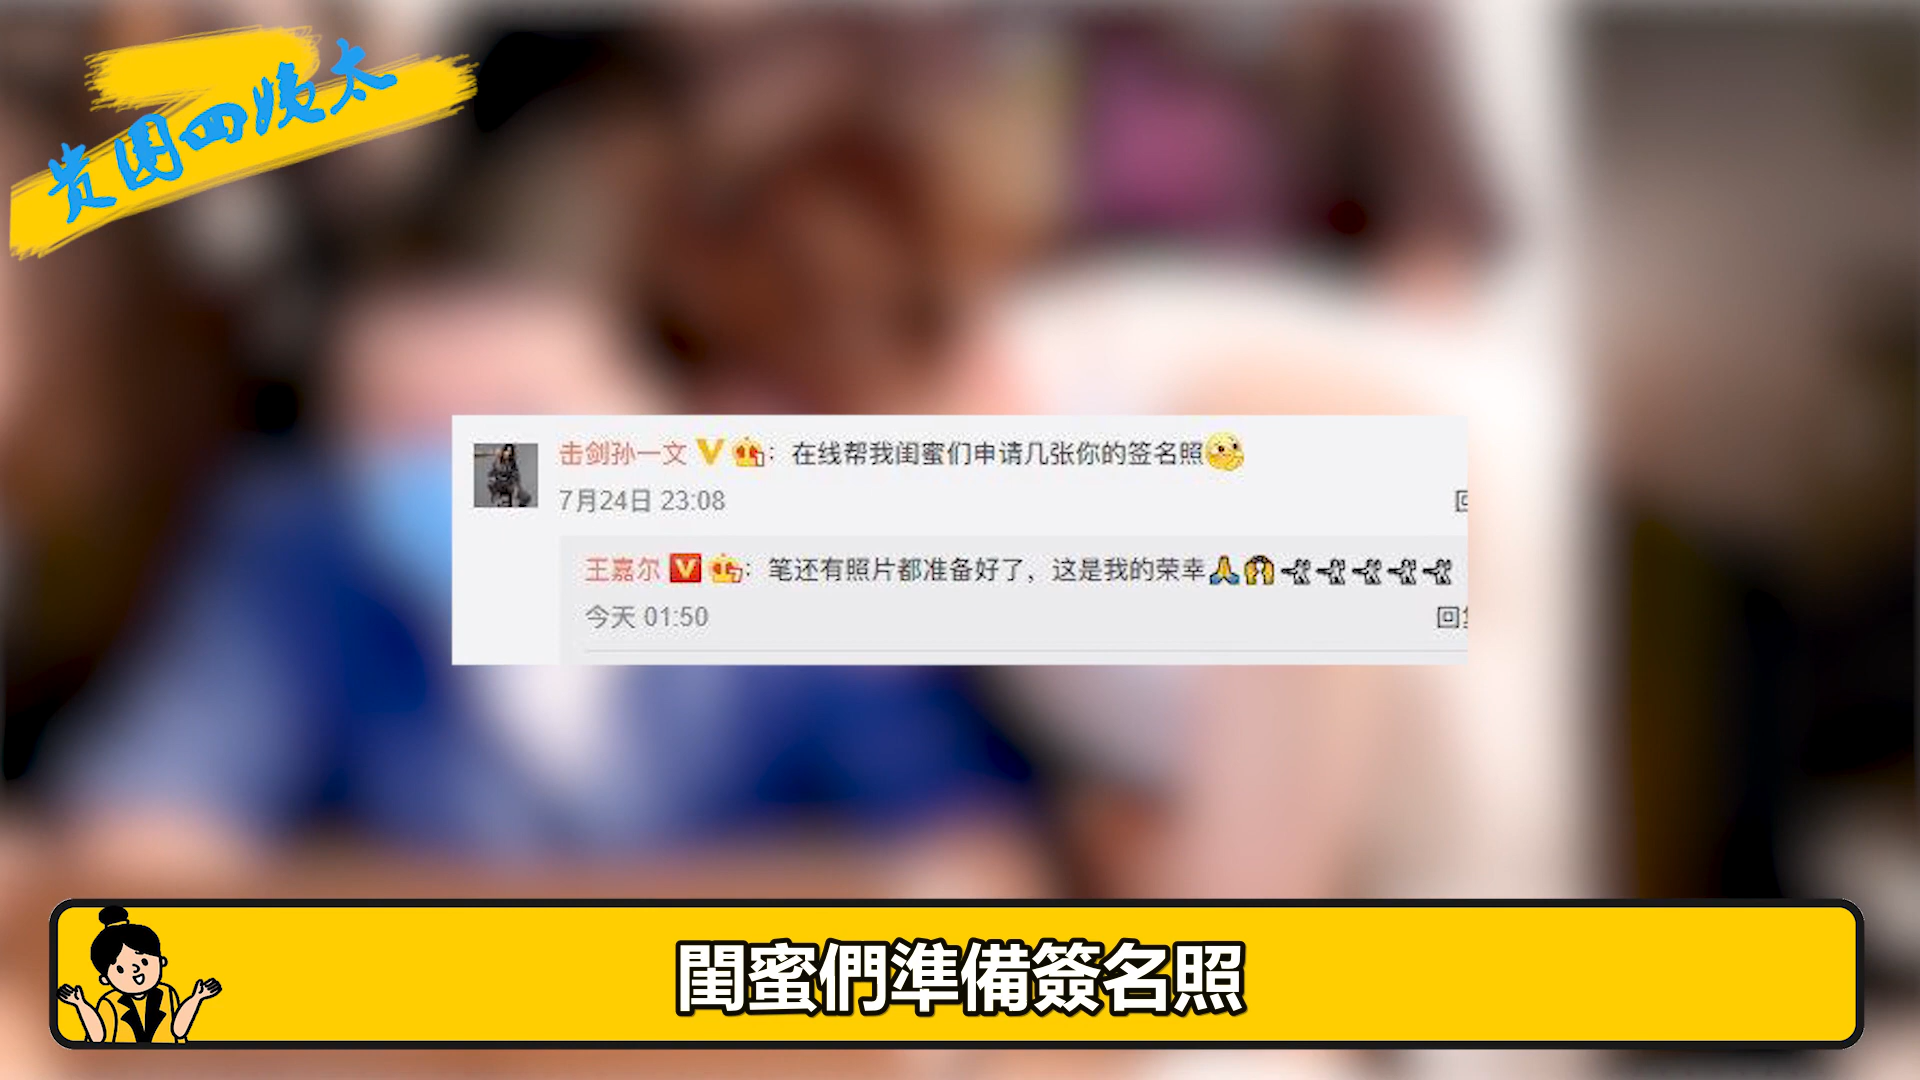 贵圈四姨太
击剑孙一文：在线帮我闺蜜们申请几张你的签名照
7月24日 23:08
王嘉尔：笔还有照片都准备好了，这是我的荣幸
今天 01:50
回
閨蜜們準備簽名照